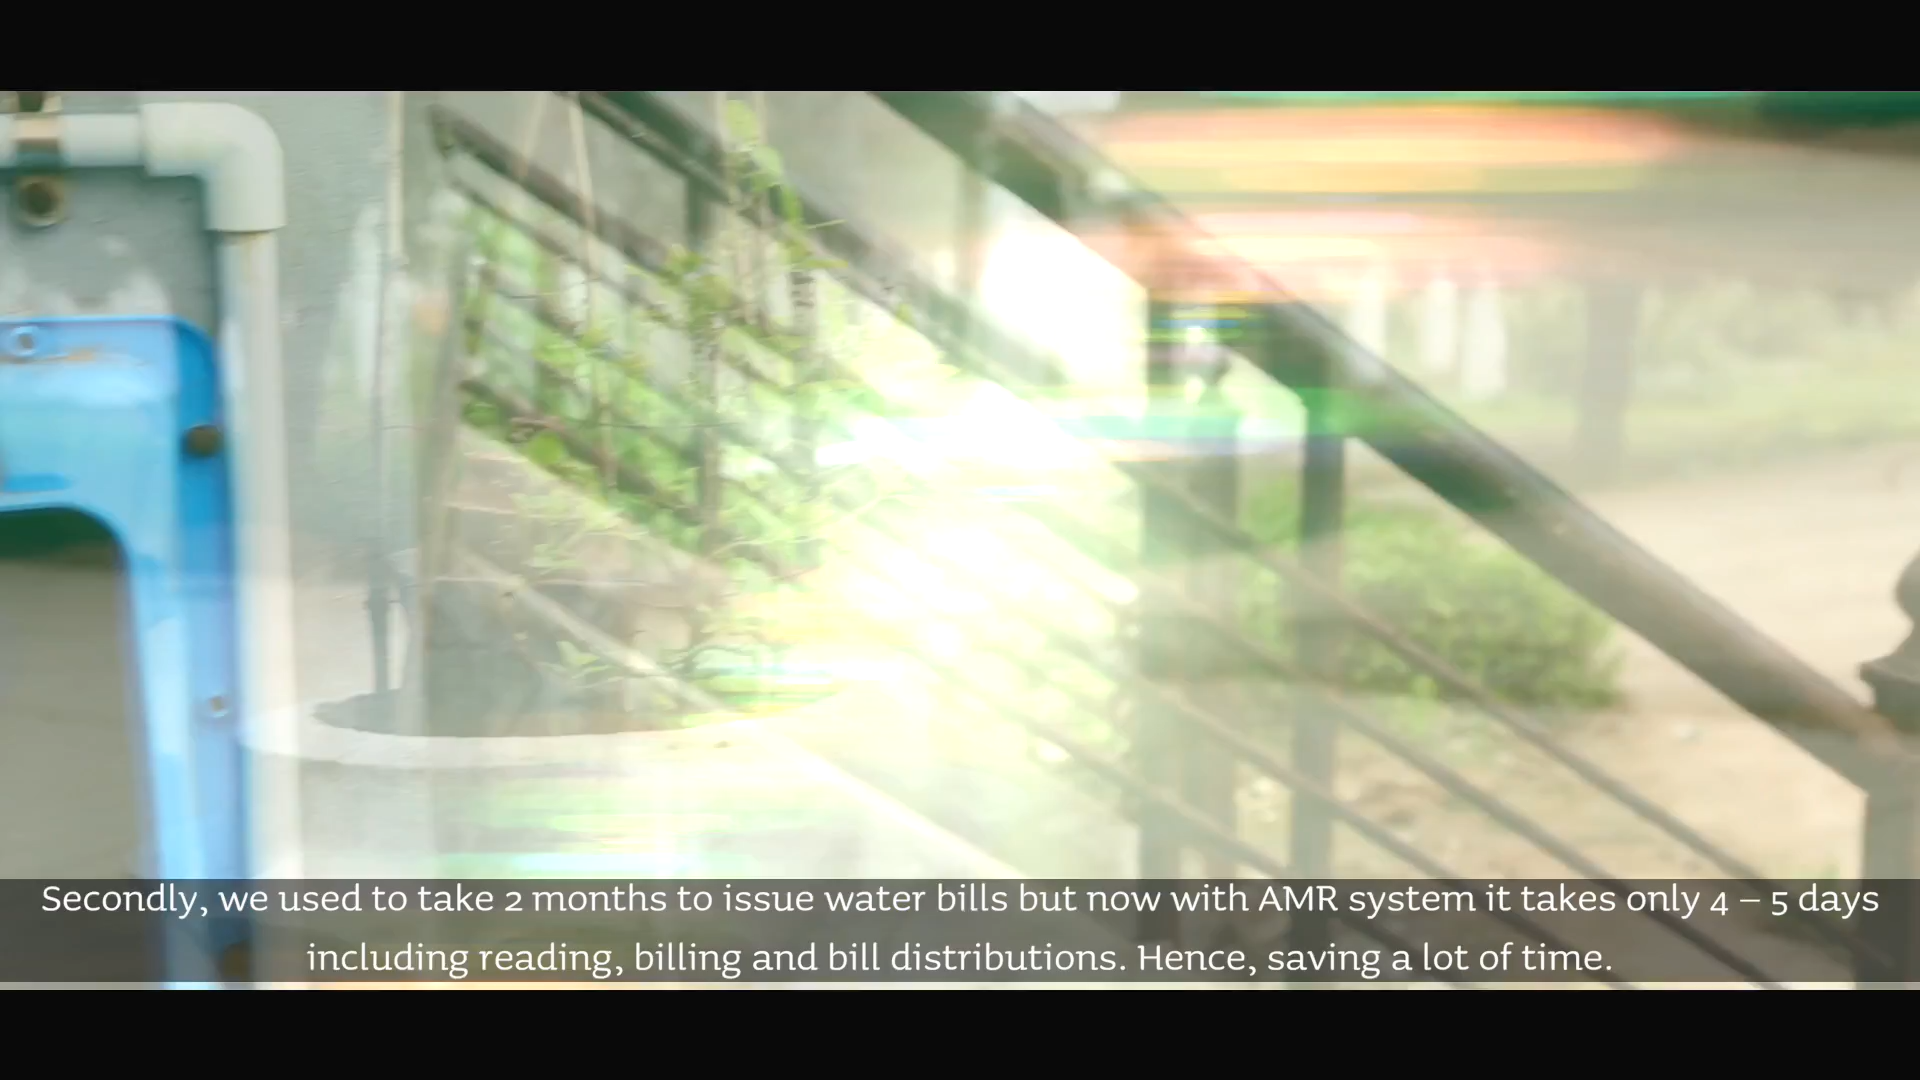 Secondly, we used to take 2 months to issue water bills but now with AMR system it takes only 4 – 5 days
including reading, billing and bill distributions. Hence, saving a lot of time.